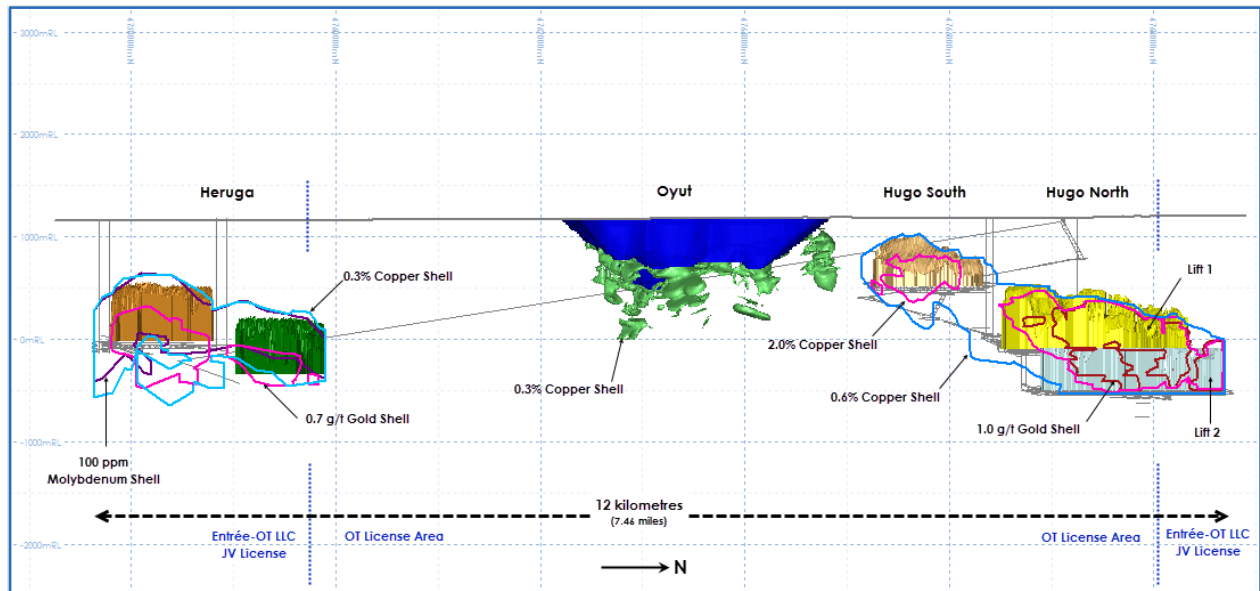 3000mRL
2000mRL
Heruga
Oyut
Hugo South
Hugo North
1000mRL
0.3% Copper Shell
Lift 1
0mRL
2.0% Copper Shell
0.3% Copper Shell
0.6% Copper Shell
0.7 g/t Gold Shell
1.0 g/t Gold Shell
Lift 2
-1000mRL
100 ppm
Molybdenum Shell
12 kilometres
(7.46 miles)
Entrée-OT LLC
JV License
OT License Area
OT License Area
Entrée-OT LLC
JV License
-2000mRL
N